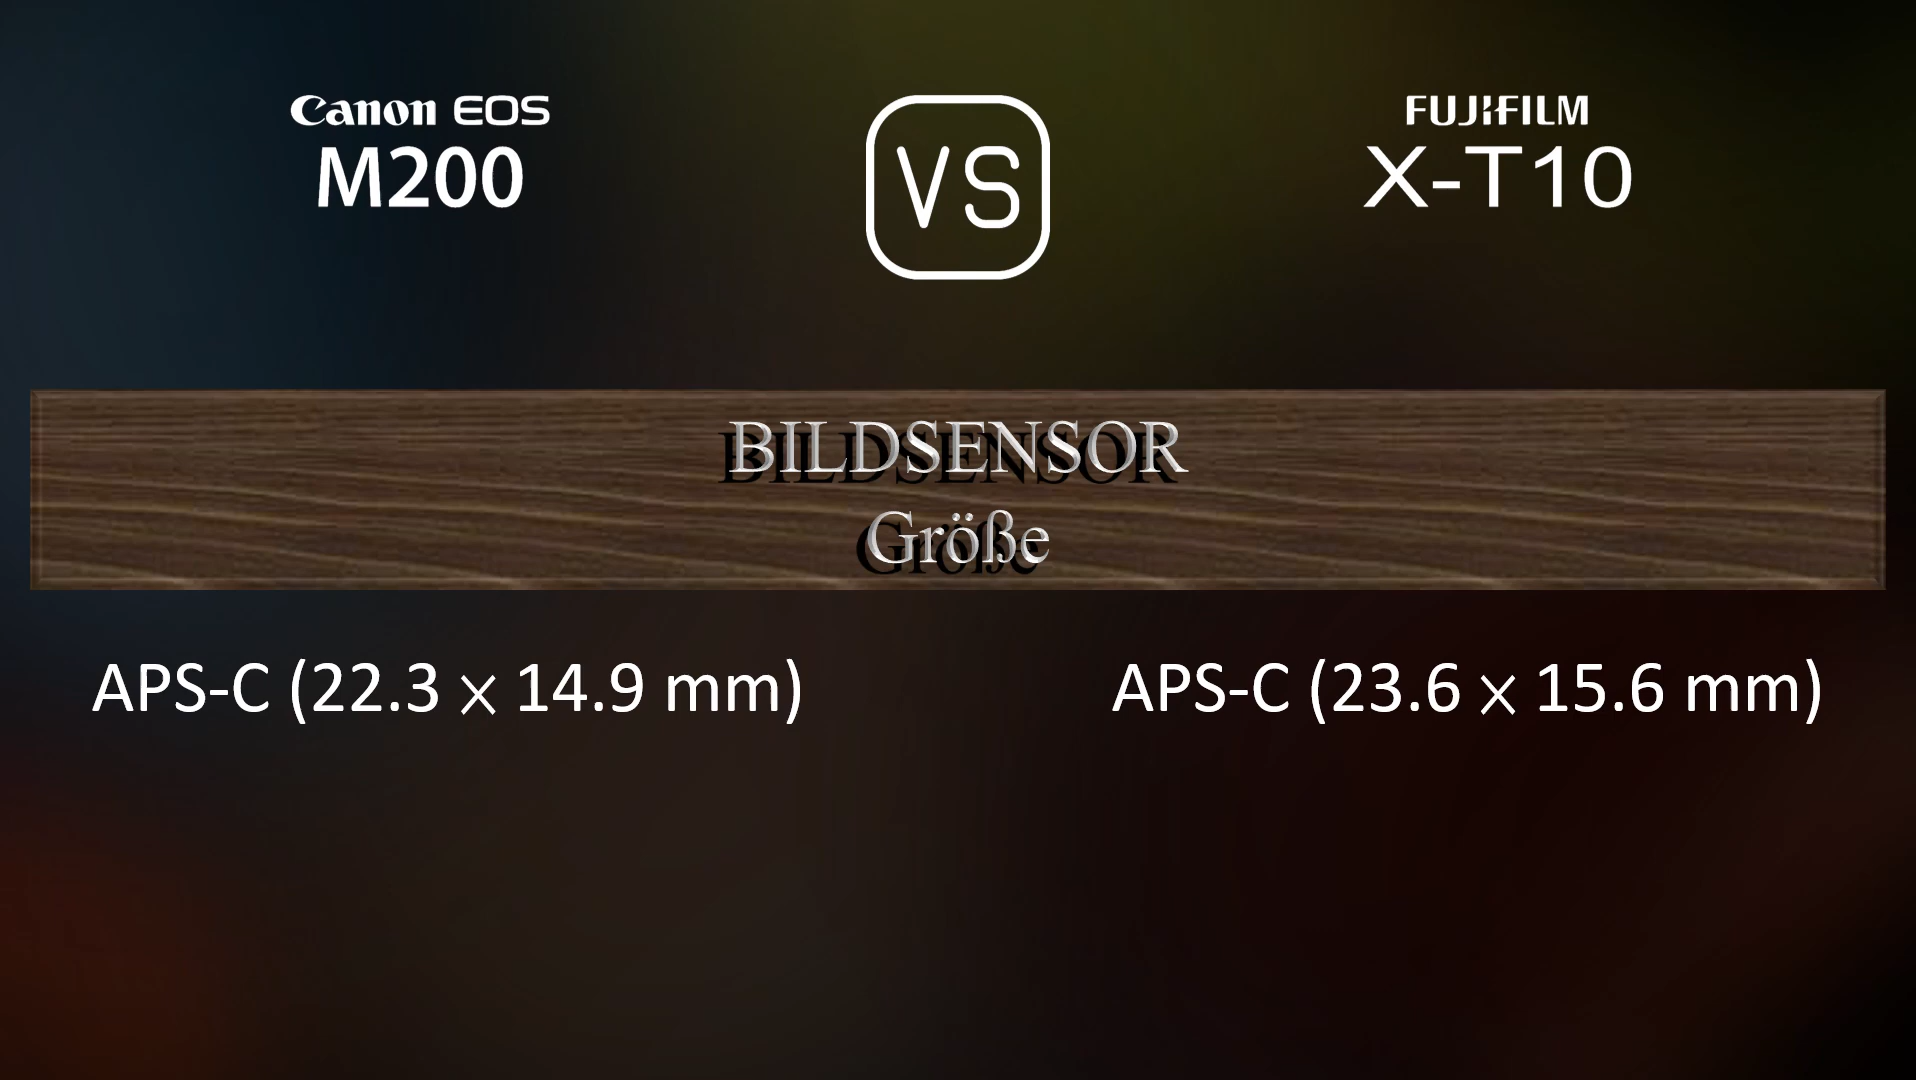 Canon EOS
M200
VS
FUJIFILM
X-T10
BILDSENSOR
Größe
APS-C (22.3 x 14.9 mm)
APS-C (23.6 x 15.6 mm)